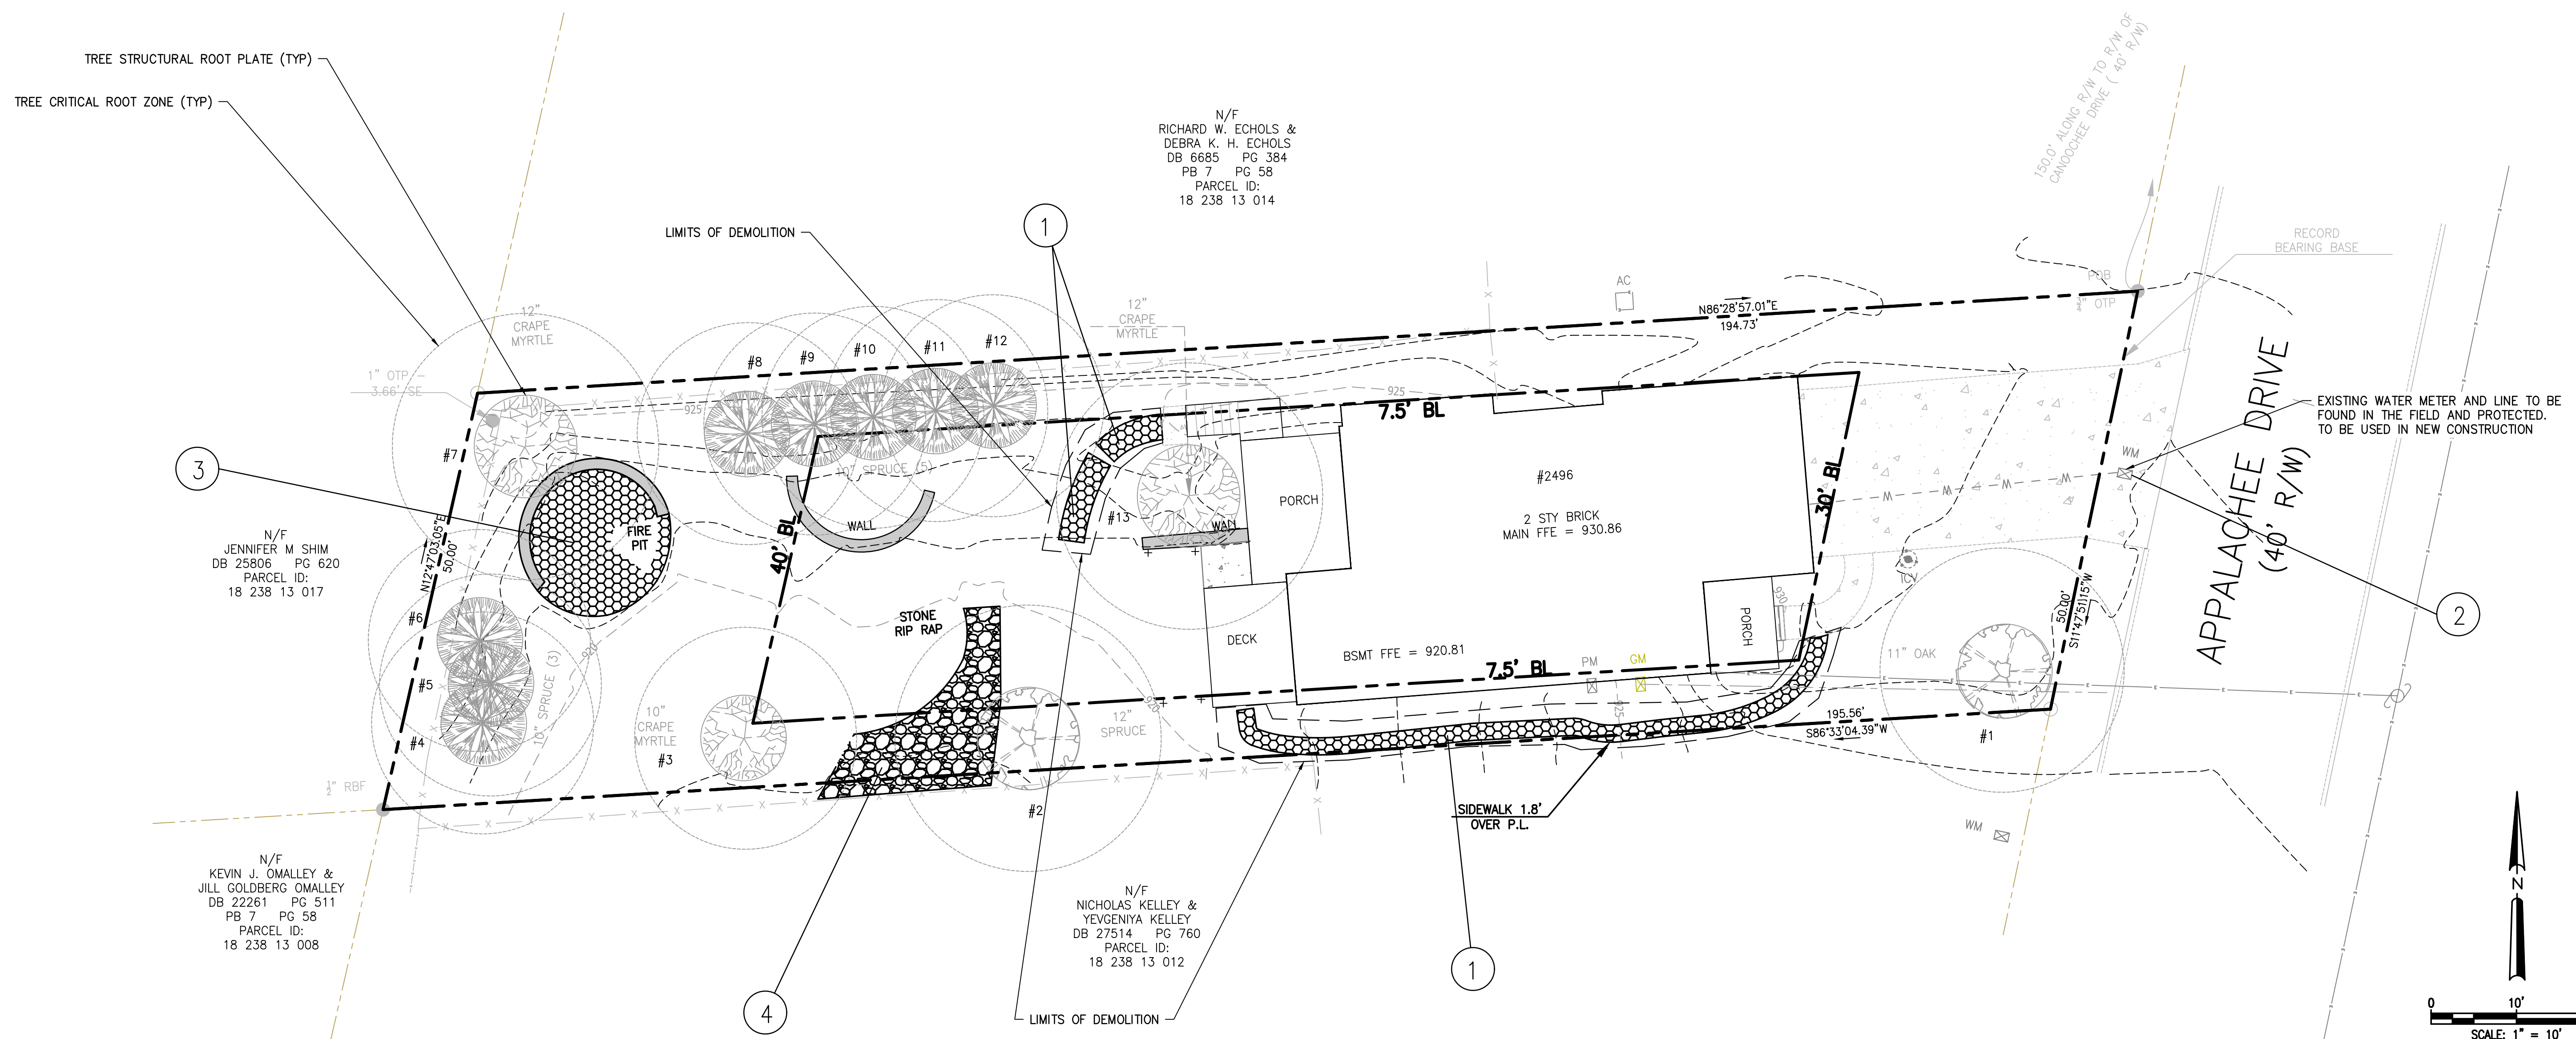 TREE STRUCTURAL ROOT PLATE (TYP)
TREE CRITICAL ROOT ZONE (TYP)
N/F
RICHARD W. ECHOLS &
DEBRA K. H. ECHOLS
DB 6685 PG 384
PB 7 PG 58
PARCEL ID:
18 238 13 014
150.0' ALONG R/W TO R/W OF
CANOOCHEE DRIVE ( 40' R/W)
LIMITS OF DEMOLITION
1
RECORD
BEARING BASE
AC
POB
1/2" OTP
N86°28'57.01"E
194.73'
12"
CRAPE
MYRTLE
12"
CRAPE
MYRTLE
#8
#9
#10
#11
#12
1" OTP
3.66' SE
925
925
7.5' BL
APPALACHEE DRIVE
(40' R/W)
EXISTING WATER METER AND LINE TO BE
FOUND IN THE FIELD AND PROTECTED.
TO BE USED IN NEW CONSTRUCTION
#7
3
10" SPRUCE (5)
WM
W
W
W
W
#2496
PORCH
2 STY BRICK
MAIN FFE = 930.86
30' BL
FIRE
PIT
WALL
#13
WALL
40' BL
N/F
JENNIFER M SHIM
DB 25806 PG 620
PARCEL ID:
18 238 13 017
N12°47'03.05"E
50.00'
ICV
50.00'
S11°47'51.15"W
2
#6
#5
#4
920
10" SPRUCE (3)
STONE
RIP RAP
DECK
BSMT FFE = 920.81
PORCH
930
7.5' BL
PM
GM
11" OAK
10"
CRAPE
MYRTLE
#3
12"
SPRUCE
920
925
195.56'
S86°33'04.39"W
#1
1/2" RBF
#2
SIDEWALK 1.8'
OVER P.L.
WM
N/F
KEVIN J. OMALLEY &
JILL GOLDBERG OMALLEY
DB 22261 PG 511
PB 7 PG 58
PARCEL ID:
18 238 13 008
N/F
NICHOLAS KELLEY &
YEVGENIYA KELLEY
DB 27514 PG 760
PARCEL ID:
18 238 13 012
1
4
LIMITS OF DEMOLITION
N
0 10'
SCALE: 1" = 10'